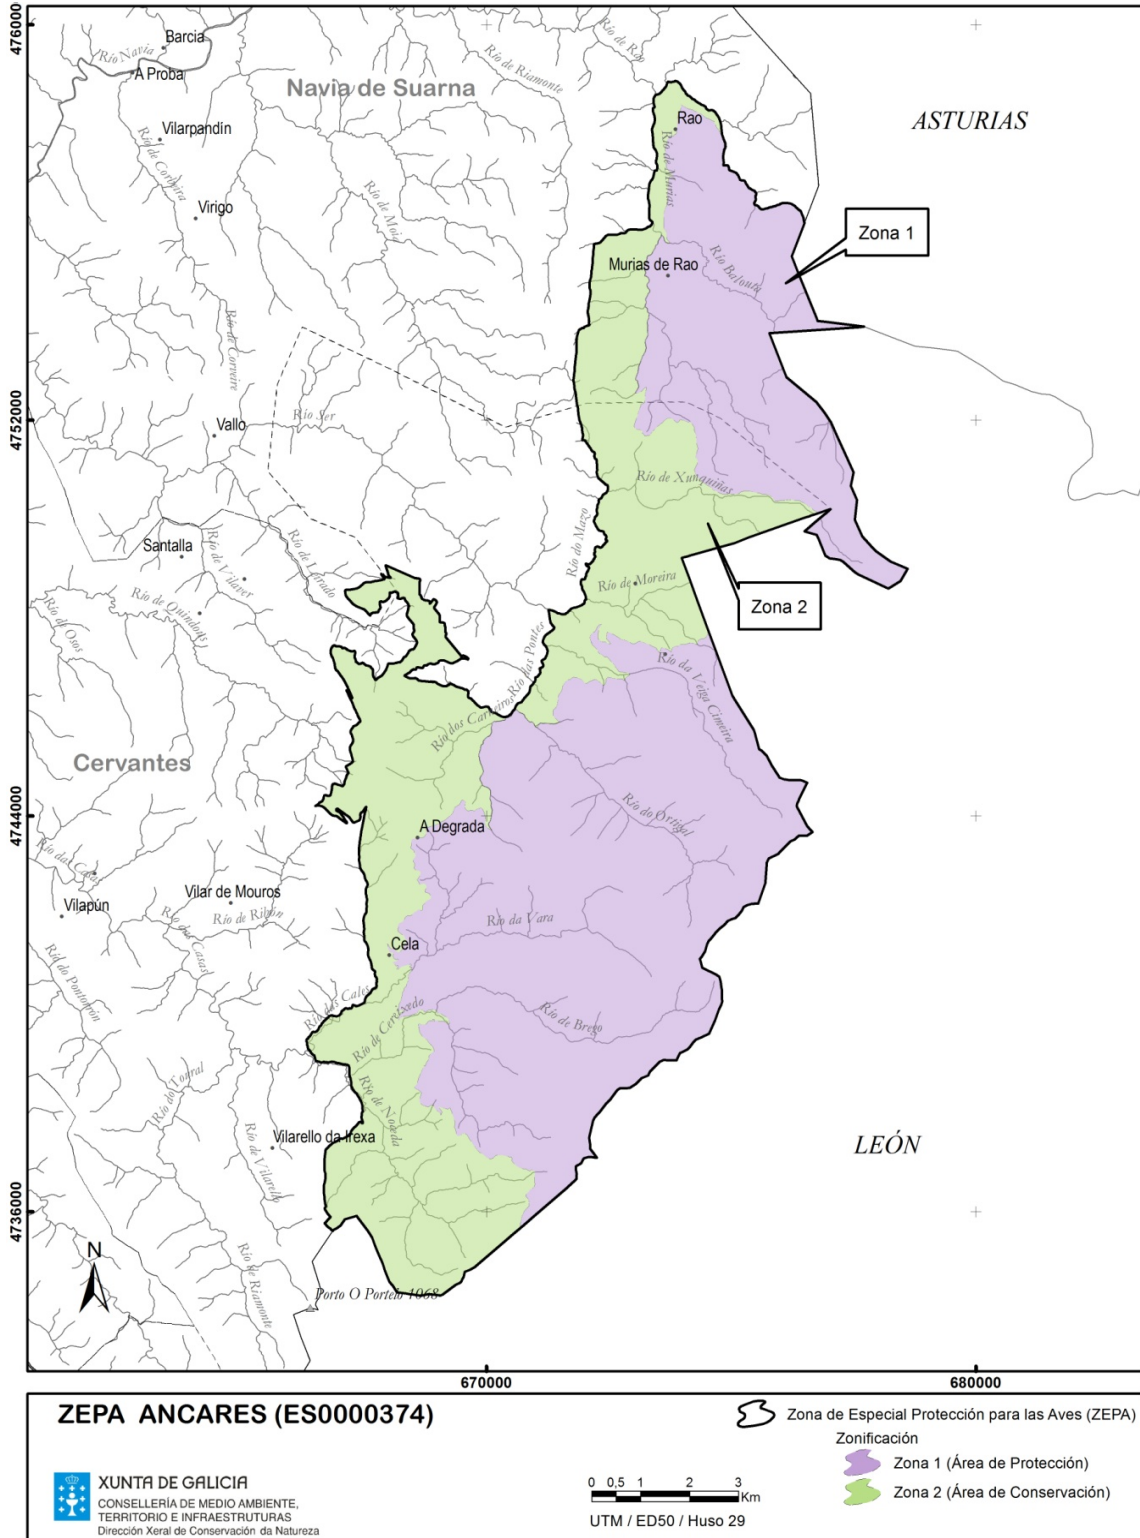 476000
Barcia
Río Navia
A Proba
Navia de Suarna
Río de Riamonte
Río de Rao
ASTURIAS
Rao
Vilarpandín
Río de Corveira
Río de Murias
Virigo
Río de Moia
Zona 1
Murias de Rao
Río Balouta
Río de Corveire
4752000
Vallo
Río Ser
Río de Xunquiñas
Santalla
Río de Vilaver
Río de Larado
Río do Mazo
Río de Moreira
Zona 2
Río de Quindous
Río de Osos
Río das Pontes
Río da Veiga Cimeira
Río dos Carreiros
Cervantes
4744000
A Degrada
Río do Ortigal
Río das Casas
Vilar de Mouros
Vilapún
Río de Ribón
Río da Vara
Río das Casas
Cela
Río do Pontorrón
Río das Cales
Río de Cereixedo
Río de Brego
Río do Tonral
Río de Noceda
Vilarello da Irexa
LEÓN
Río de Vilarello
4736000
N
Río de Riamonte
Porto O Portelo 1068
670000
680000
ZEPA ANCARES (ES0000374)
Zona de Especial Protección para las Aves (ZEPA)
Zonificación
Zona 1 (Área de Protección)
Zona 2 (Área de Conservación)
XUNTA DE GALICIA
CONSELLERÍA DE MEDIO AMBIENTE,
TERRITORIO E INFRAESTRUTURAS
Dirección Xeral de Conservación da Natureza
0 0,5 1 2 3
Km
UTM / ED50 / Huso 29